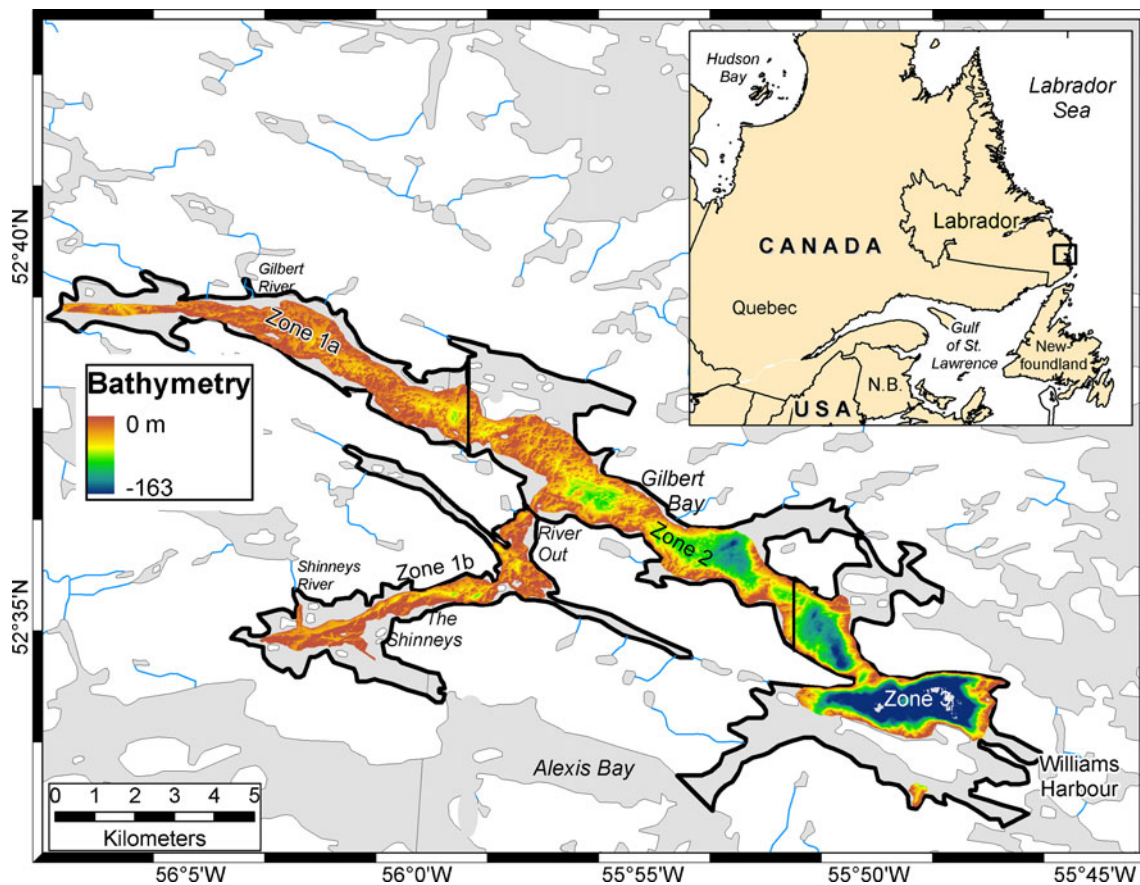 Hudson
Bay
Labrador
Sea
Labrador
CANADA
Quebec
Gulf
of St.
Lawrence
New-
foundland
N.B.
USA
52°40'N
52°35'N
Gilbert
River
Zone 1a
Bathymetry
0 m
-163
Gilbert
Bay
River
Out
Zone 2
Zone 1b
Shinneys
River
The
Shinneys
Zone 3
Williams
Harbour
Alexis Bay
0 1 2 3 4 5
Kilometers
56°5'W 56°0'W 55°55'W 55°50'W 55°45'W